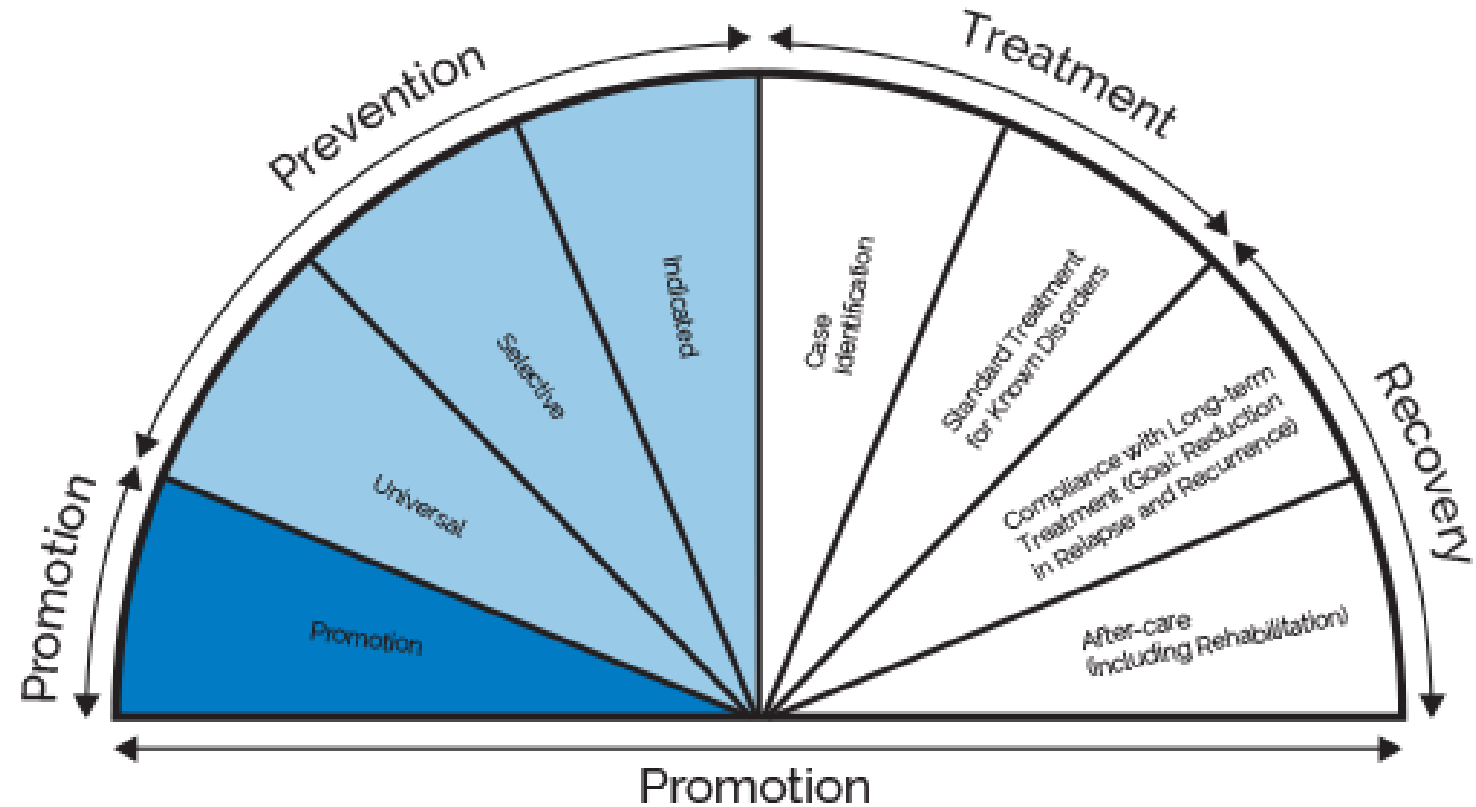 Promotion
Prevention
Treatment
Recovery
Promotion
Universal
Selective
Indicated
Case
Identification
Standard Treatment
for Known Disorders
Compliance with Long-term
Treatment (Goal: Reduction
in Relapse and Recurrence)
After-care
(Including Rehabilitation)
Promotion